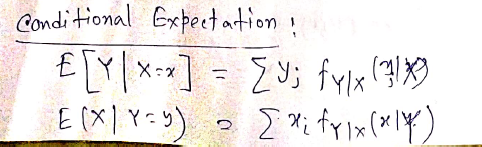 Conditional Expectation :
E[Y | X=x] = Σ yj fY|X (yj|x)
E(X | Y=y) = Σ xi fY|x (x|y)